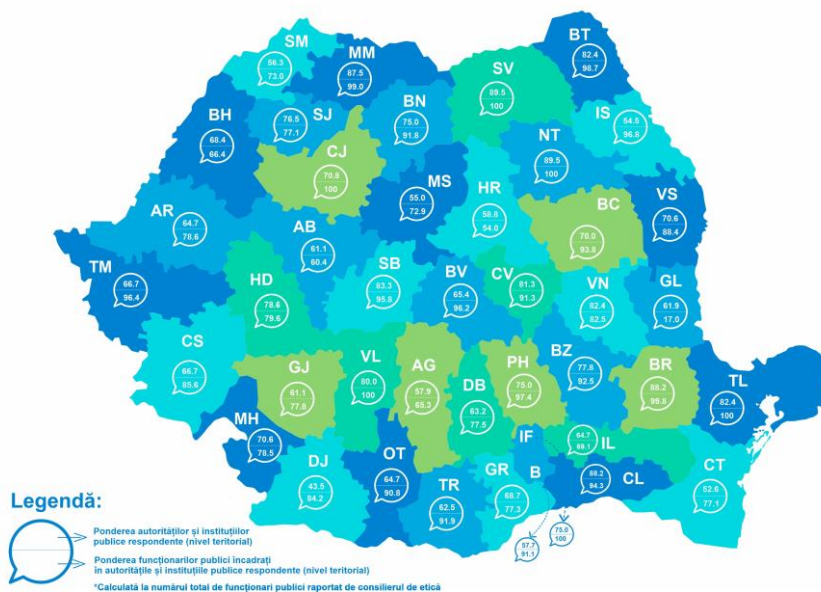 SM
56.3
73.0
MM
87.5
99.0
BT
82.4
98.7
SV
89.5
100
BH
68.4
66.4
SJ
76.5
77.1
BN
75.0
91.8
IS
54.5
96.8
CJ
70.8
100
NT
89.5
100
MS
55.0
72.9
HR
58.8
54.0
BC
70.0
93.8
VS
70.6
88.4
AR
64.7
78.6
AB
61.1
60.4
TM
66.7
96.4
HD
78.6
79.6
SB
83.3
95.8
BV
65.4
96.2
CV
81.3
91.3
VN
82.4
82.5
GL
61.9
17.0
CS
66.7
85.6
GJ
61.1
77.8
VL
80.0
100
AG
57.9
65.3
DB
63.2
77.5
PH
75.0
97.4
BZ
77.8
92.5
BR
88.2
99.8
TL
82.4
100
MH
70.6
78.5
DJ
43.5
84.2
OT
64.7
90.8
TR
62.5
91.9
GR
68.7
77.3
IF
B
64.7
IL
88.2
94.3
CL
CT
52.6
77.1
57.7
91.1
75.0
100
Legendă:
Ponderea autorităților și instituțiilor
publice respondente (nivel teritorial)
Ponderea funcționarilor publici încadrați
în autoritățile și instituțiile publice respondente (nivel teritorial)
*Calculată la numărul total de funcționari publici raportat de consilierul de etică